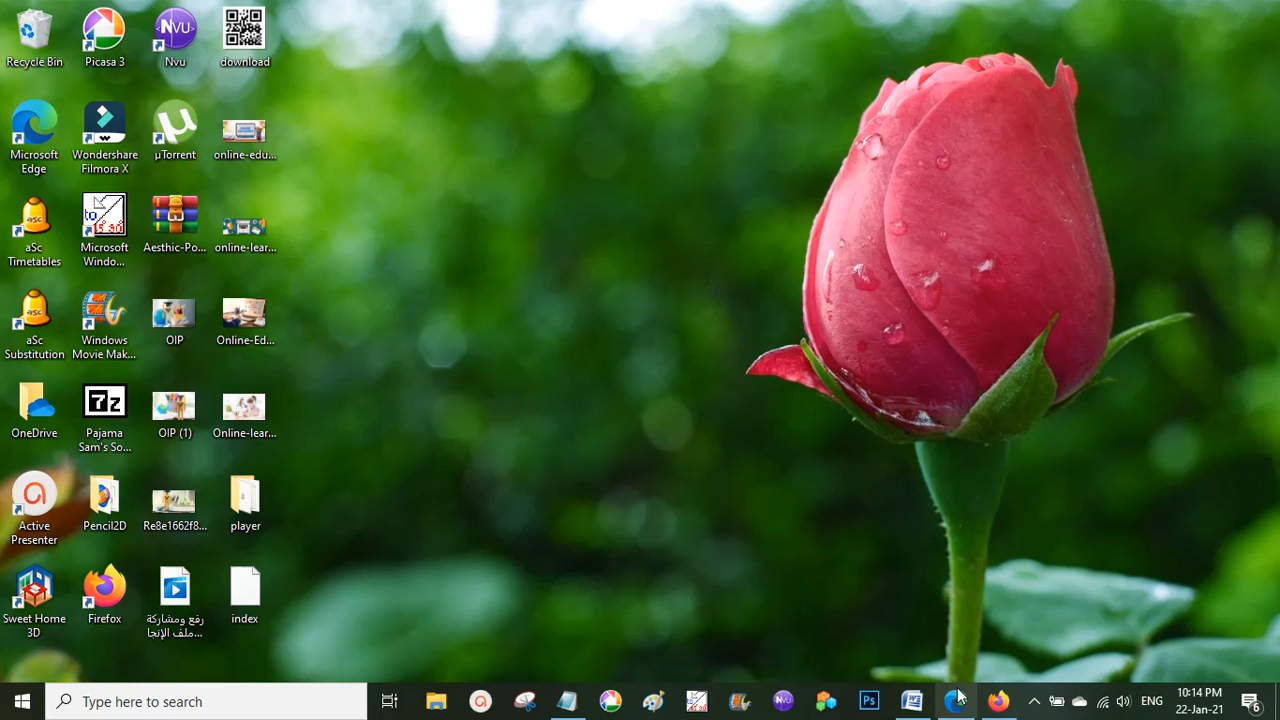 Recycle Bin
Picasa 3
Nvu
download
Microsoft Edge
Wondershare Filmora X
µTorrent
online-edu...
aSc Timetables
Microsoft Windo...
Aesthic-Po...
online-lear...
aSc Substitution
Windows Movie Mak...
OIP
Online-Ed...
OneDrive
Pajama Sam's So...
OIP (1)
Online-lear...
Active Presenter
Pencil2D
Re8e1662f8...
player
Sweet Home 3D
Firefox
رفع ومشاركة ملف الإنجا...
index
Type here to search
ENG
10:14 PM
22-Jan-21
6